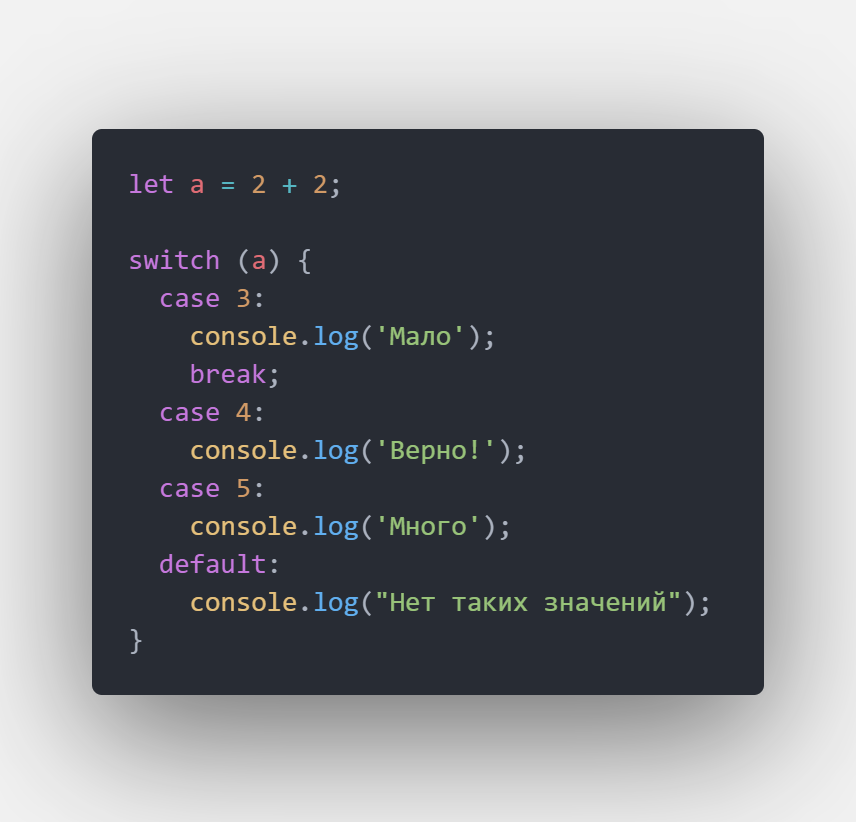 let a = 2 + 2;

switch (a) {
  case 3:
    console.log('Мало');
    break;
  case 4:
    console.log('Верно!');
  case 5:
    console.log('Много');
  default:
    console.log("Нет таких значений");
}